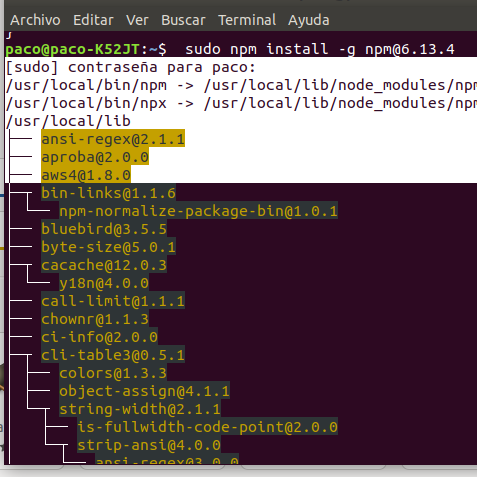 Archivo Editar Ver Buscar Terminal Ayuda
}
paco@paco-K52JT:~$ sudo npm install -g npm@6.13.4
[sudo] contraseña para paco:
/usr/local/bin/npm -> /usr/local/lib/node_modules/npm
/usr/local/bin/npx -> /usr/local/lib/node_modules/npm
/usr/local/lib
├── ansi-regex@2.1.1
├── aproba@2.0.0
├── aws4@1.8.0
├─┬ bin-links@1.1.6
│ └── npm-normalize-package-bin@1.0.1
├── bluebird@3.5.5
├── byte-size@5.0.1
├─┬ cacache@12.0.3
│ └── y18n@4.0.0
├── call-limit@1.1.1
├── chownr@1.1.3
├── ci-info@2.0.0
├─┬ cli-table3@0.5.1
│ ├── colors@1.3.3
│ ├── object-assign@4.1.1
│ └─┬ string-width@2.1.1
│   ├── is-fullwidth-code-point@2.0.0
│   └─┬ strip-ansi@4.0.0
│     └── ansi-regex@3.0.0